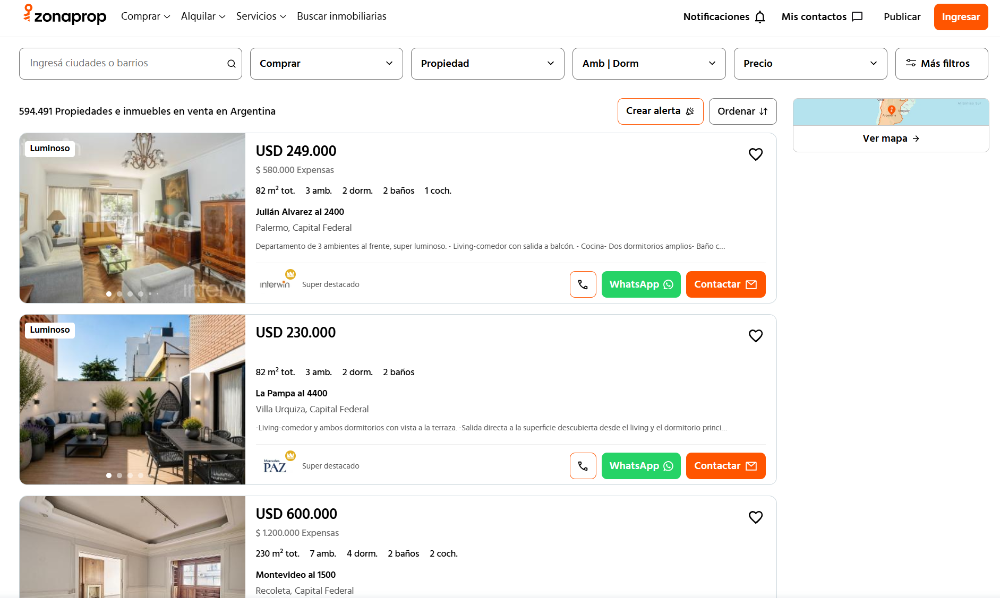 zonaprop Comprar Alquilar Servicios Buscar inmobiliarias Notificaciones Mis contactos Publicar Ingresar
Ingresá ciudades o barrios Comprar Propiedad Amb | Dorm Precio Más filtros
594.491 Propiedades e inmuebles en venta en Argentina Crear alerta Ordenar
Argentina Uruguay
Ver mapa →
Luminoso
USD 249.000
$ 580.000 Expensas
82 m² tot. 3 amb. 2 dorm. 2 baños 1 coch.
Julián Alvarez al 2400
Palermo, Capital Federal
Departamento de 3 ambientes al frente, super luminoso. - Living-comedor con salida a balcón. - Cocina- Dos dormitorios amplios- Baño c...
interwin
interwin Super destacado WhatsApp Contactar
Luminoso
USD 230.000
82 m² tot. 3 amb. 2 dorm. 2 baños
La Pampa al 4400
Villa Urquiza, Capital Federal
-Living-comedor y ambos dormitorios con vista a la terraza. -Salida directa a la superficie descubierta desde el living y el dormitorio princi...
Mercedes
PAZ Super destacado WhatsApp Contactar
USD 600.000
$ 1.200.000 Expensas
230 m² tot. 7 amb. 4 dorm. 2 baños 2 coch.
Montevideo al 1500
Recoleta, Capital Federal